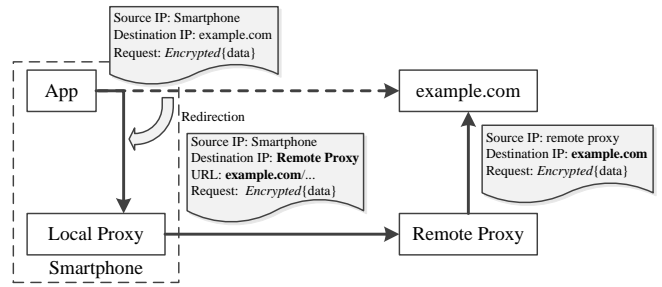 Source IP: Smartphone
Destination IP: example.com
Request: Encrypted{data}
App
example.com
Redirection
Source IP: Smartphone
Destination IP: Remote Proxy
URL: example.com/...
Request: Encrypted{data}
Source IP: remote proxy
Destination IP: example.com
Request: Encrypted{data}
Local Proxy
Remote Proxy
Smartphone